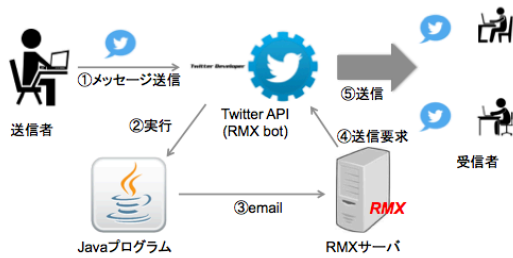 ①メッセージ送信
Twitter Developer
⑤送信
送信者
②実行
Twitter API
(RMX bot)
④送信要求
受信者
③email
RMX
Javaプログラム
RMXサーバ